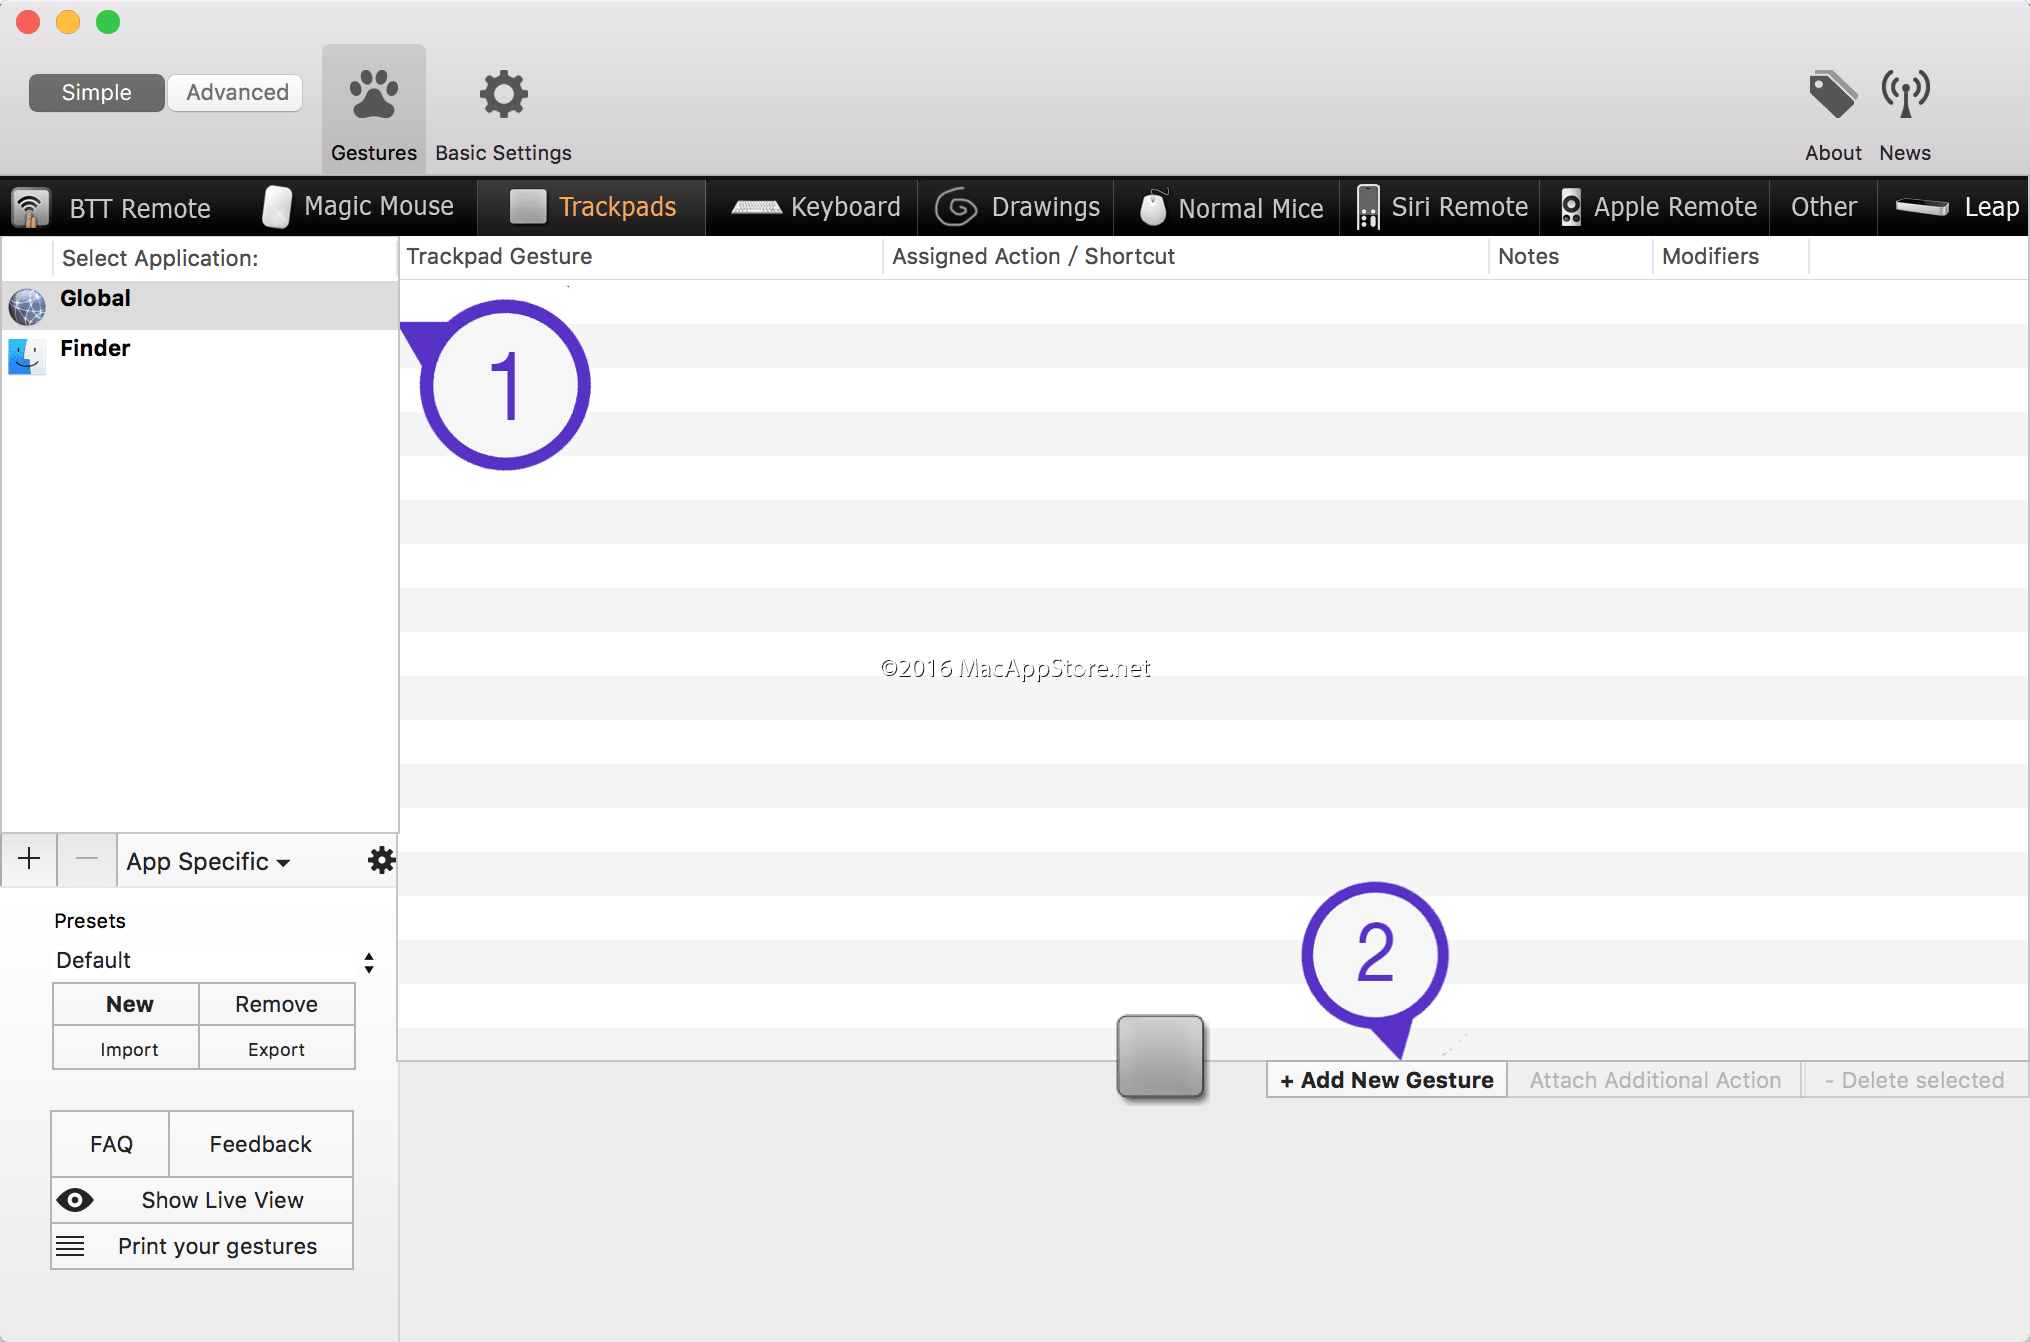 Simple Advanced
Gestures Basic Settings About News
BTT Remote Magic Mouse Trackpads Keyboard Drawings Normal Mice Siri Remote Apple Remote Other Leap
Select Application: Trackpad Gesture Assigned Action / Shortcut Notes Modifiers
Global
Finder
1
©2016 MacAppStore.net
+ − App Specific
Presets
Default
2
New Remove
Import Export
+ Add New Gesture Attach Additional Action - Delete selected
FAQ Feedback
Show Live View
Print your gestures